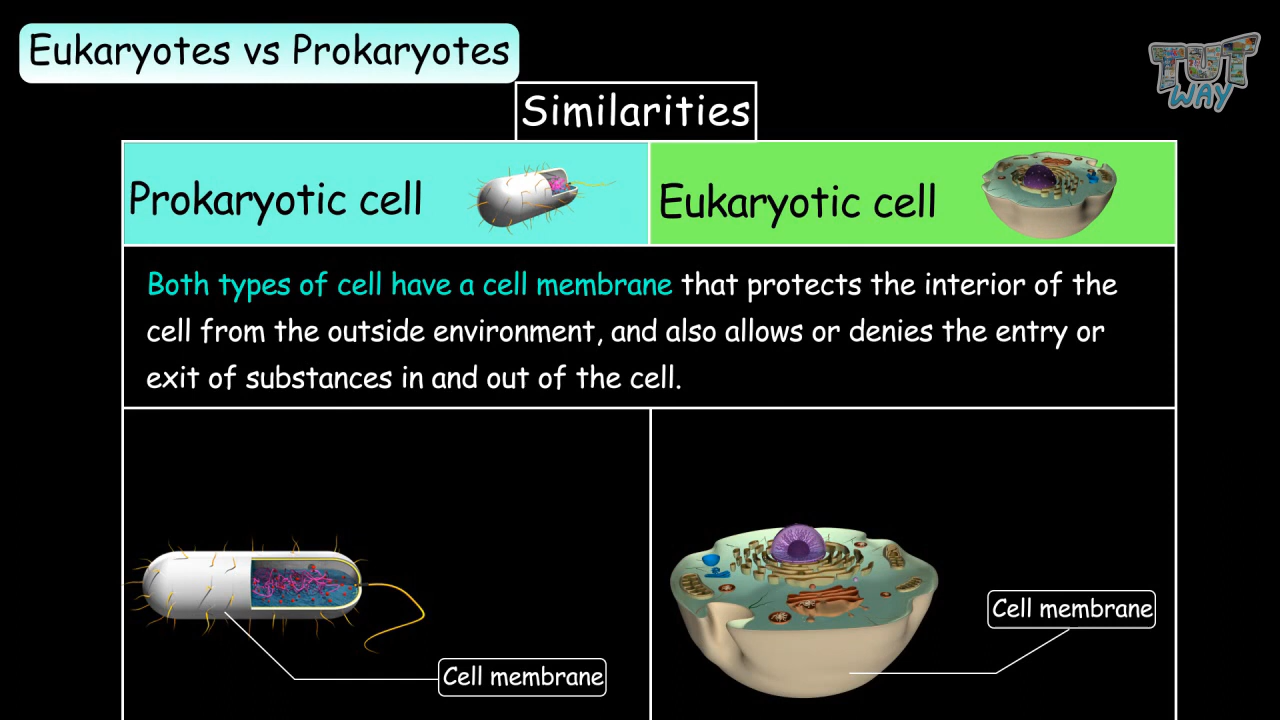 Eukaryotes vs Prokaryotes
TUT
WAY
Similarities
Prokaryotic cell
Eukaryotic cell
Both types of cell have a cell membrane that protects the interior of the
cell from the outside environment, and also allows or denies the entry or
exit of substances in and out of the cell.
Cell membrane
Cell membrane